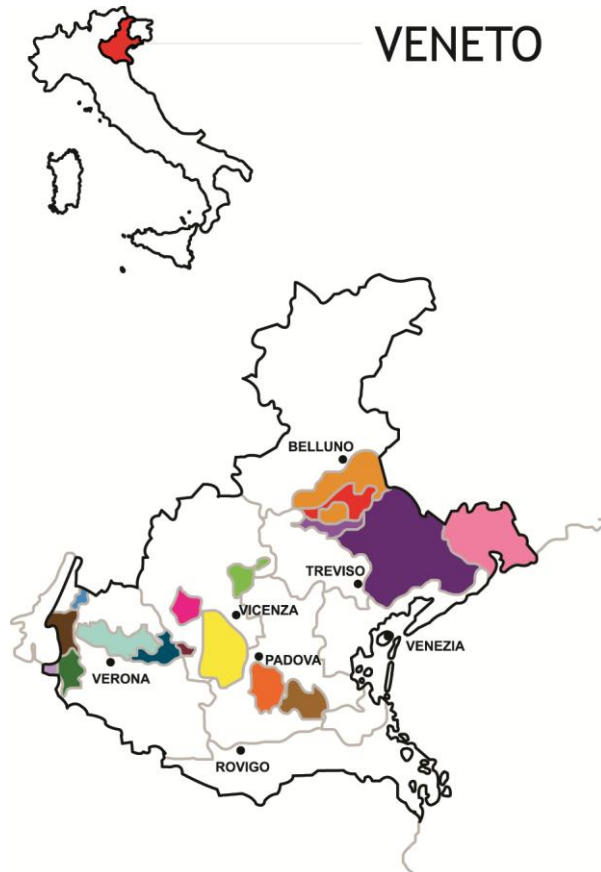 VENETO
BELLUNO
TREVISO
VICENZA
VENEZIA
PADOVA
VERONA
ROVIGO